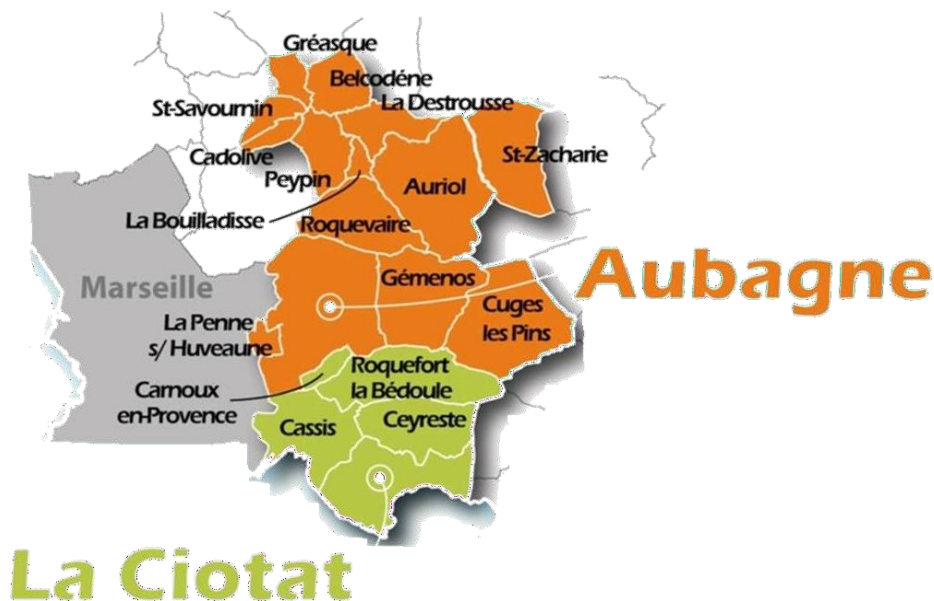 Gréasque
Belcodéne
La Destrousse
St-Savournin
St-Zacharie
Cadolive
Peypin
Auriol
La Bouilladisse
Roquevaire
Aubagne
Gémenos
Marseille
Cuges
les Pins
La Penne
s/ Huveaune
Roquefort
la Bédoule
Carnoux
en-Provence
Cassis
Ceyreste
La Ciotat